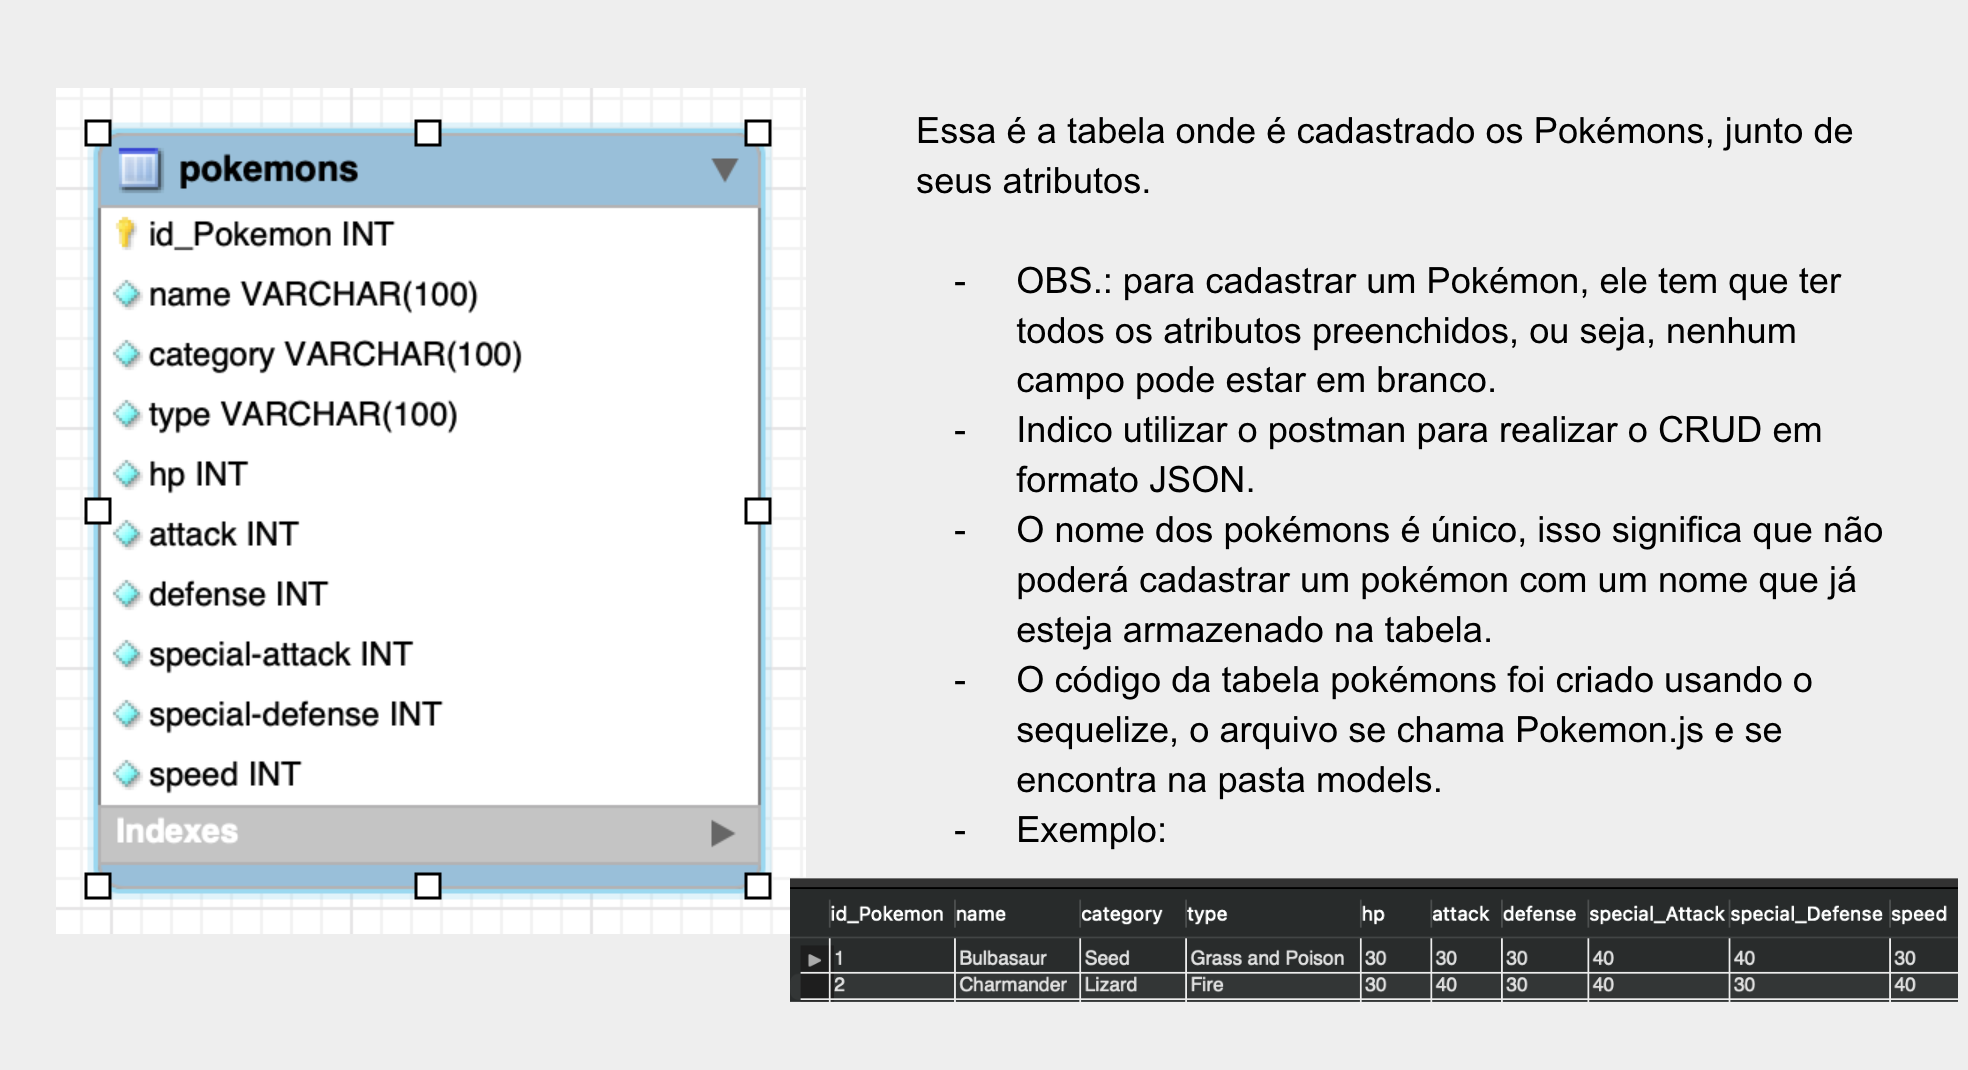 pokemons
id_Pokemon INT
name VARCHAR(100)
category VARCHAR(100)
type VARCHAR(100)
hp INT
attack INT
defense INT
special-attack INT
special-defense INT
speed INT
Indexes
Essa é a tabela onde é cadastrado os Pokémons, junto de
seus atributos.
- OBS.: para cadastrar um Pokémon, ele tem que ter
todos os atributos preenchidos, ou seja, nenhum
campo pode estar em branco.
- Indico utilizar o postman para realizar o CRUD em
formato JSON.
- O nome dos pokémons é único, isso significa que não
poderá cadastrar um pokémon com um nome que já
esteja armazenado na tabela.
- O código da tabela pokémons foi criado usando o
sequelize, o arquivo se chama Pokemon.js e se
encontra na pasta models.
- Exemplo:
id_Pokemon name category type hp attack defense special_Attack special_Defense speed
1 Bulbasaur Seed Grass and Poison 30 30 30 40 40 30
2 Charmander Lizard Fire 30 40 30 40 30 40